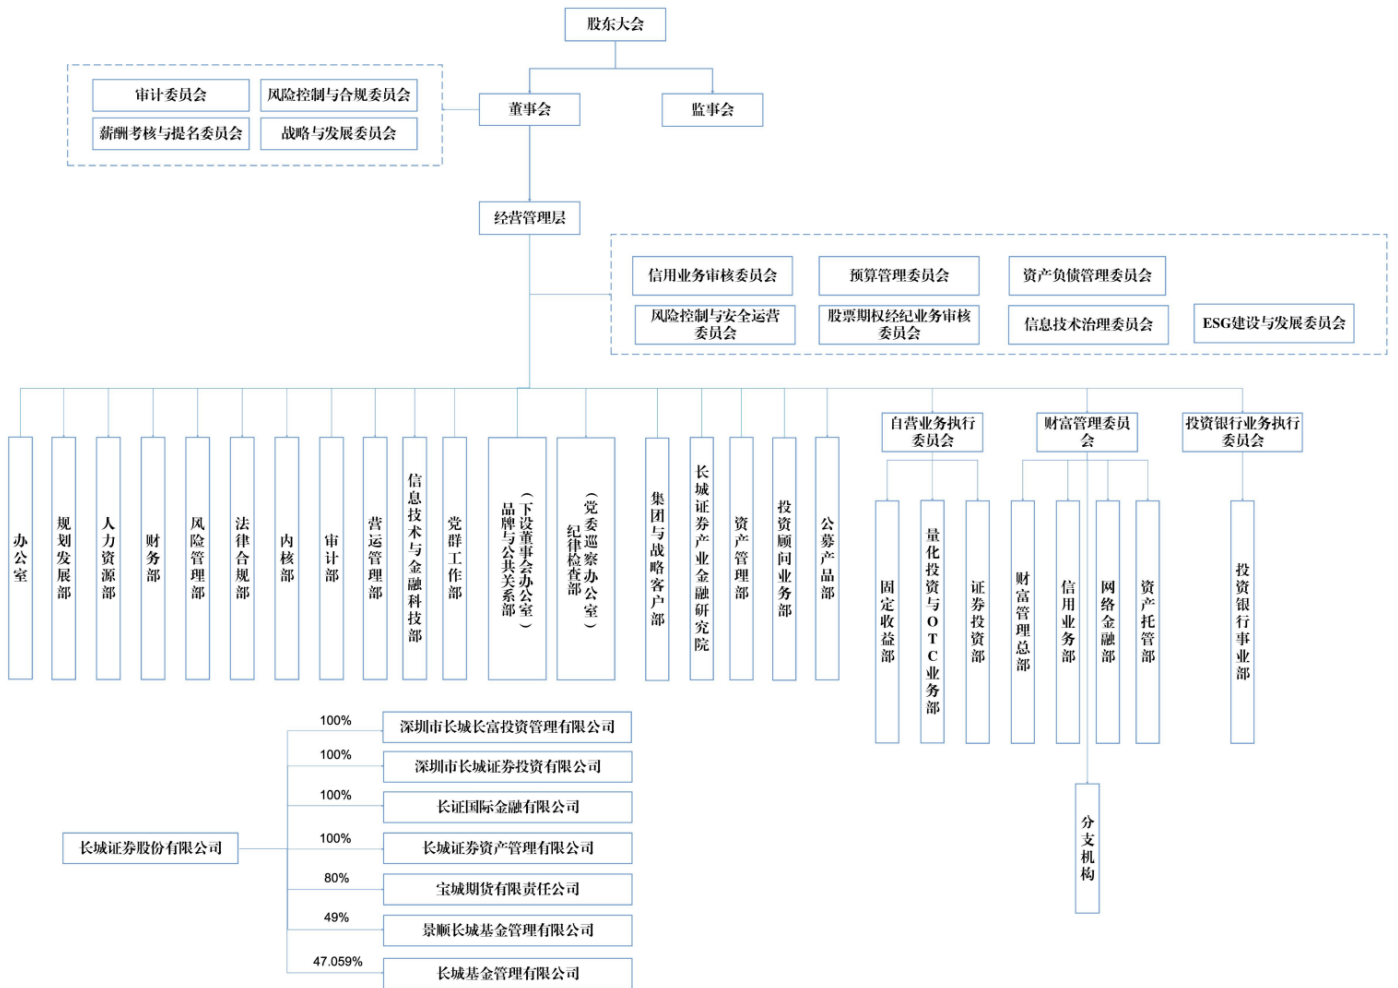 股东大会
董事会
监事会
审计委员会
风险控制与合规委员会
薪酬考核与提名委员会
战略与发展委员会
经营管理层
信用业务审核委员会
预算管理委员会
资产负债管理委员会
风险控制与安全运营
委员会
股票期权经纪业务审核
委员会
信息技术治理委员会
ESG建设与发展委员会
自营业务执行
委员会
财富管理委员
会
投资银行业务执行
委员会
办公室
规划发展部
人力资源部
财务部
风险管理部
法律合规部
内核部
审计部
营运管理部
信息技术与金融科技部
党群工作部
品牌与公共关系部
(下设董事会办公室)
纪律检查部
(党委巡察办公室)
集团与战略客户部
长城证券产业金融研究院
资产管理部
投资顾问业务部
公募产品部
固定收益部
量化投资与OTC业务部
证券投资部
财富管理总部
信用业务部
网络金融部
资产托管部
投资银行事业部
分支机构
长城证券股份有限公司
100%
深圳市长城长富投资管理有限公司
100%
深圳市长城证券投资有限公司
100%
长证国际金融有限公司
100%
长城证券资产管理有限公司
80%
宝城期货有限责任公司
49%
景顺长城基金管理有限公司
47.059%
长城基金管理有限公司